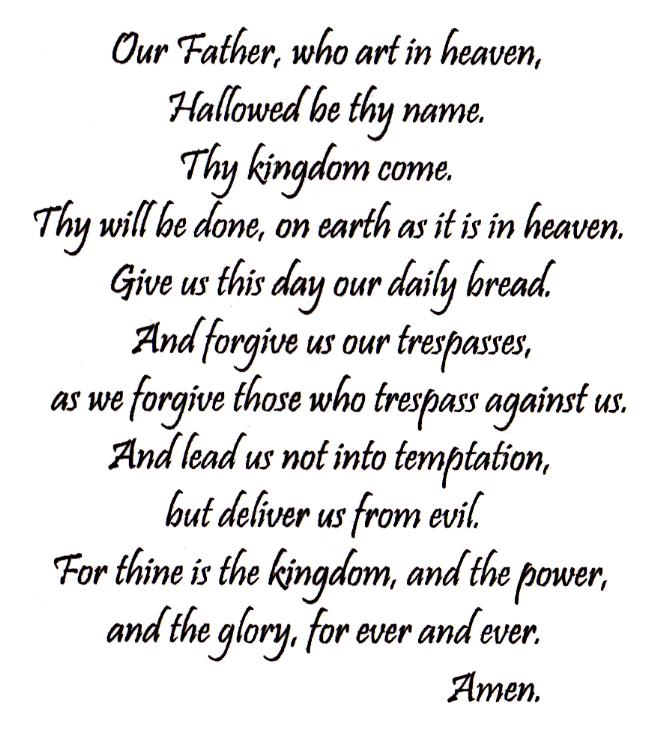 Our Father, who art in heaven,
Hallowed be thy name.
Thy kingdom come.
Thy will be done, on earth as it is in heaven.
Give us this day our daily bread.
And forgive us our trespasses,
as we forgive those who trespass against us.
And lead us not into temptation,
but deliver us from evil.
For thine is the kingdom, and the power,
and the glory, for ever and ever.
Amen.